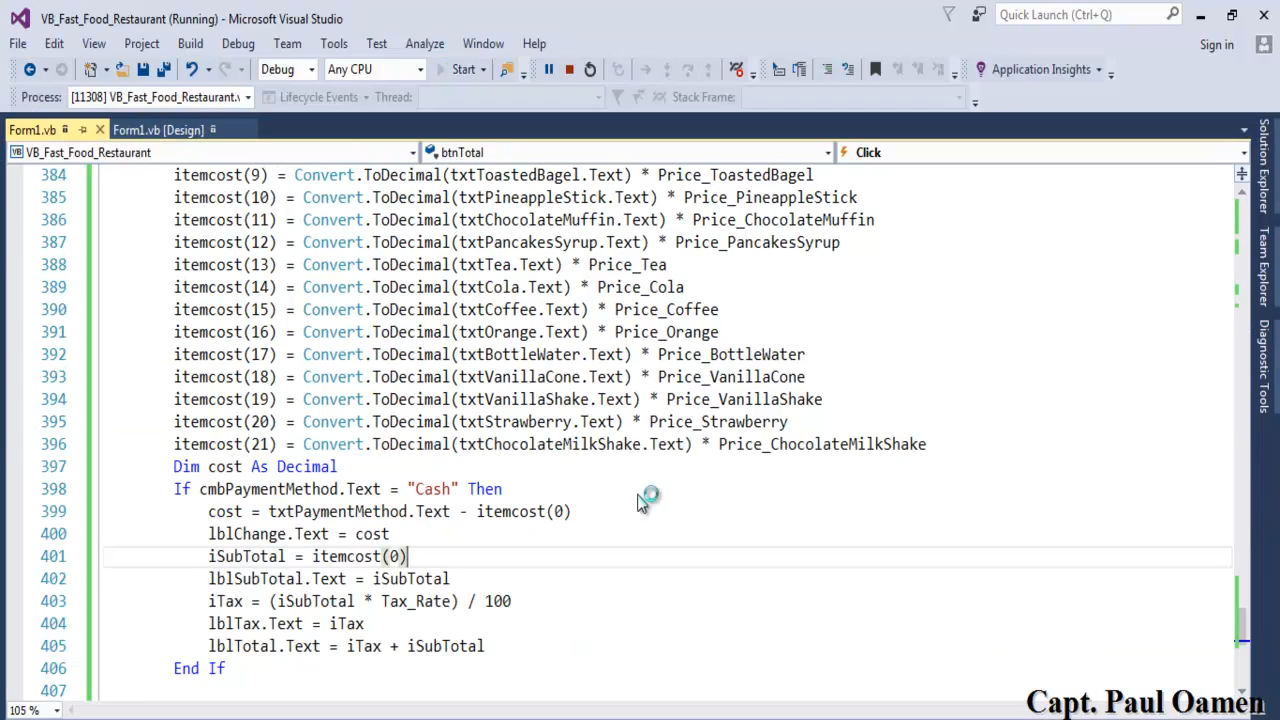 VB_Fast_Food_Restaurant (Running) - Microsoft Visual Studio
Quick Launch (Ctrl+Q)
File Edit View Project Build Debug Team Tools Test Analyze Window Help
Sign in
Debug Any CPU Start Application Insights
Process: [11308] VB_Fast_Food_Restaurant.v Lifecycle Events Thread: Stack Frame:
Form1.vb Form1.vb [Design]
VB_Fast_Food_Restaurant btnTotal Click
384 itemcost(9) = Convert.ToDecimal(txtToastedBagel.Text) * Price_ToastedBagel
385 itemcost(10) = Convert.ToDecimal(txtPineappleStick.Text) * Price_PineappleStick
386 itemcost(11) = Convert.ToDecimal(txtChocolateMuffin.Text) * Price_ChocolateMuffin
387 itemcost(12) = Convert.ToDecimal(txtPancakesSyrup.Text) * Price_PancakesSyrup
388 itemcost(13) = Convert.ToDecimal(txtTea.Text) * Price_Tea
389 itemcost(14) = Convert.ToDecimal(txtCola.Text) * Price_Cola
390 itemcost(15) = Convert.ToDecimal(txtCoffee.Text) * Price_Coffee
391 itemcost(16) = Convert.ToDecimal(txtOrange.Text) * Price_Orange
392 itemcost(17) = Convert.ToDecimal(txtBottleWater.Text) * Price_BottleWater
393 itemcost(18) = Convert.ToDecimal(txtVanillaCone.Text) * Price_VanillaCone
394 itemcost(19) = Convert.ToDecimal(txtVanillaShake.Text) * Price_VanillaShake
395 itemcost(20) = Convert.ToDecimal(txtStrawberry.Text) * Price_Strawberry
396 itemcost(21) = Convert.ToDecimal(txtChocolateMilkShake.Text) * Price_ChocolateMilkShake
397 Dim cost As Decimal
398 If cmbPaymentMethod.Text = "Cash" Then
399 cost = txtPaymentMethod.Text - itemcost(0)
400 lblChange.Text = cost
401 iSubTotal = itemcost(0)
402 lblSubTotal.Text = iSubTotal
403 iTax = (iSubTotal * Tax_Rate) / 100
404 lblTax.Text = iTax
405 lblTotal.Text = iTax + iSubTotal
406 End If
407
105 %
Solution Explorer
Team Explorer
Diagnostic Tools
Capt. Paul Oamen